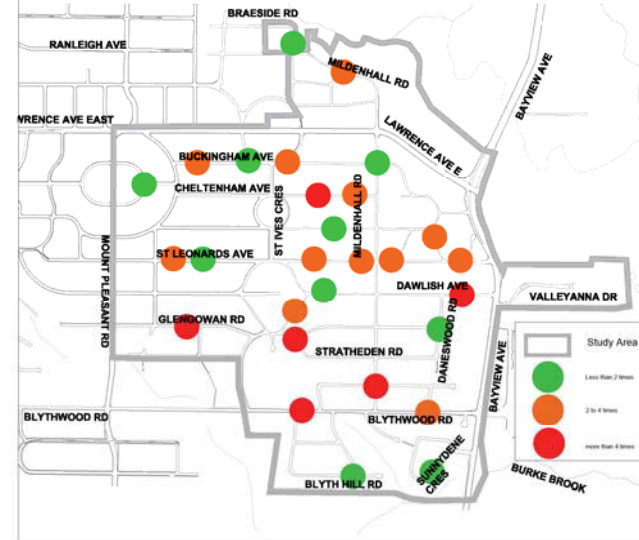 BRAESIDE RD
RANLEIGH AVE
MILDENHALL RD
BAYVIEW AVE
WRENCE AVE EAST
LAWRENCE AVE E
BUCKINGHAM AVE
CHELTENHAM AVE
ST IVES CRES
MILDENHALL RD
MOUNT PLEASANT RD
ST LEONARDS AVE
DAWLISH AVE
VALLEYANNA DR
GLENGOWAN RD
DANESWOOD RD
STRATHEDEN RD
BAYVIEW AVE
Study Area
Less than 2 times
2 to 4 times
more than 4 times
BLYTHWOOD RD
BLYTHWOOD RD
SUNNYDENE
CRES
BLYTH HILL RD
BURKE BROOK